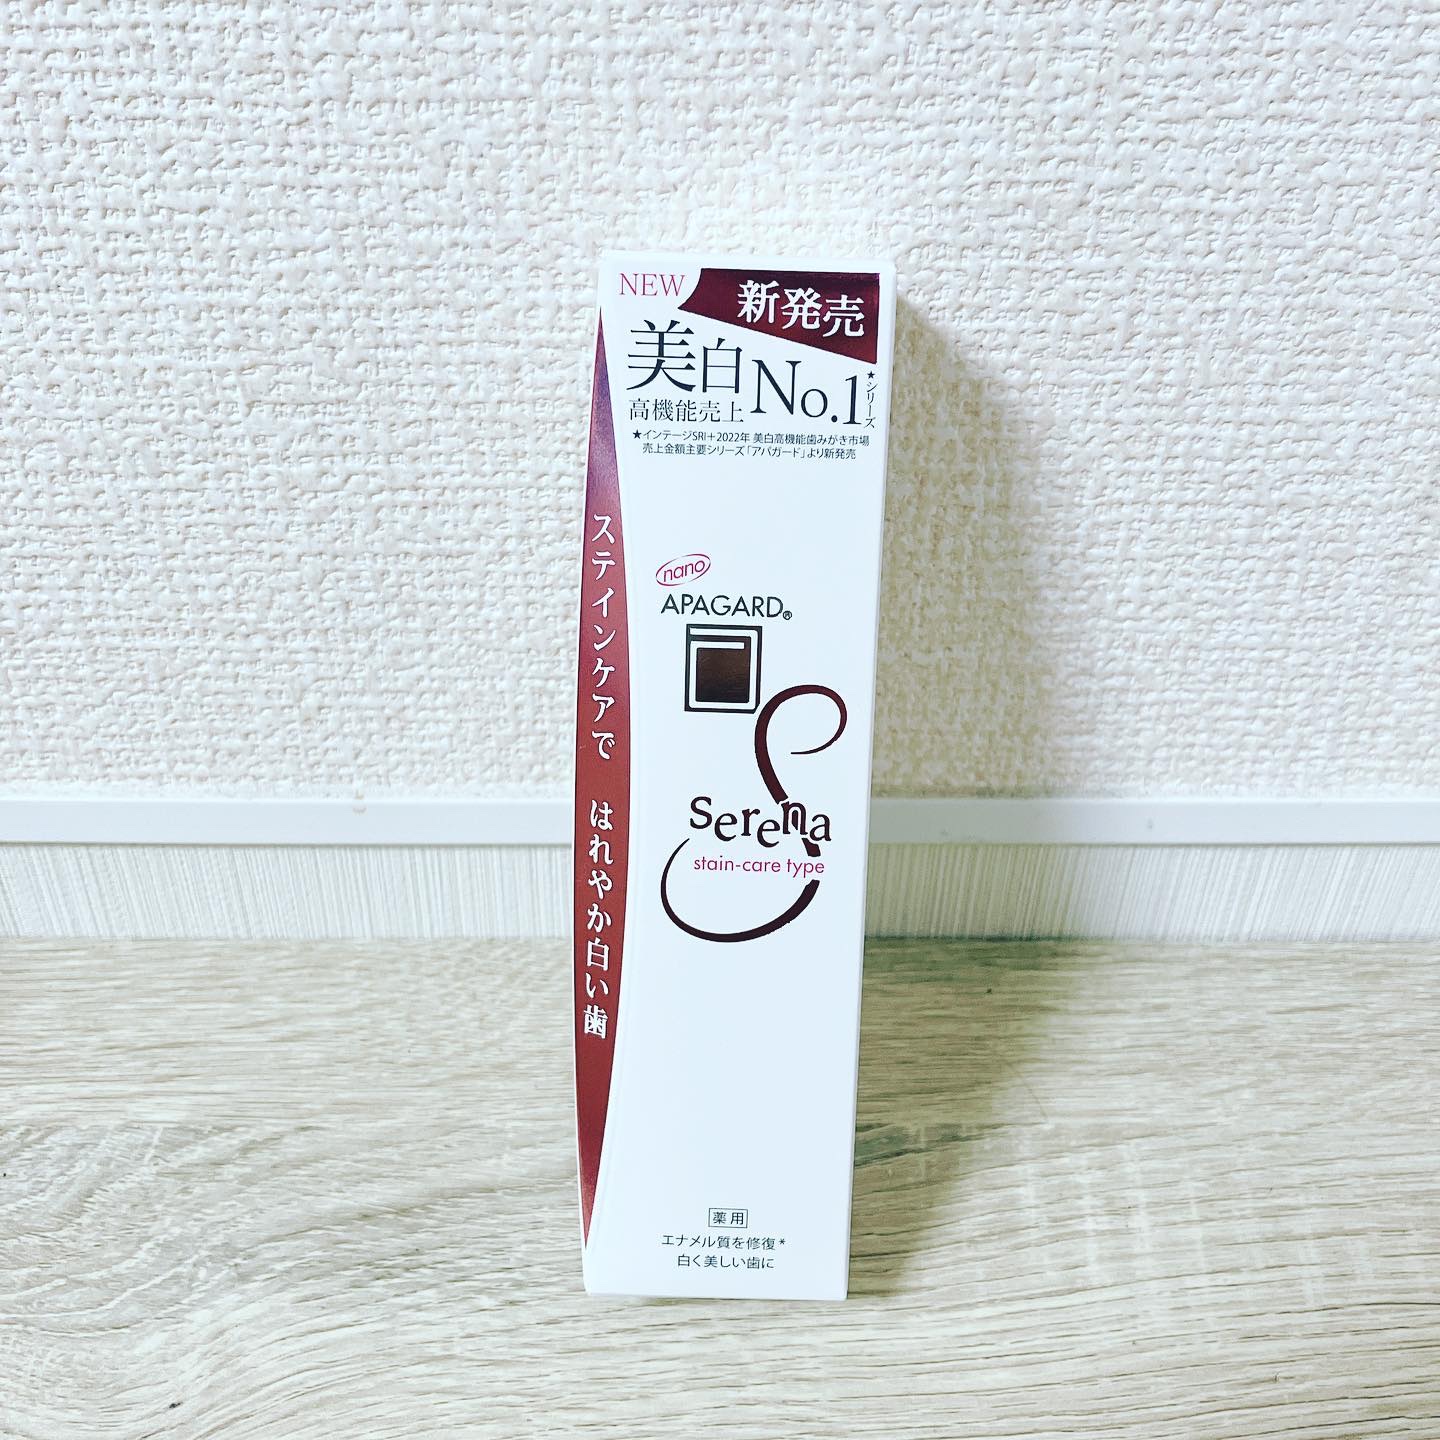 NEW
新発売
美白
高機能売上
No.1
★シリーズ
★インテージSRI+2022年 美白高機能歯みがき市場
売上金額主要シリーズ「アパガード」より新発売
ステインケアで はれやか白い歯
nano
APAGARD®
Serena
stain-care type
薬用
エナメル質を修復*
白く美しい歯に